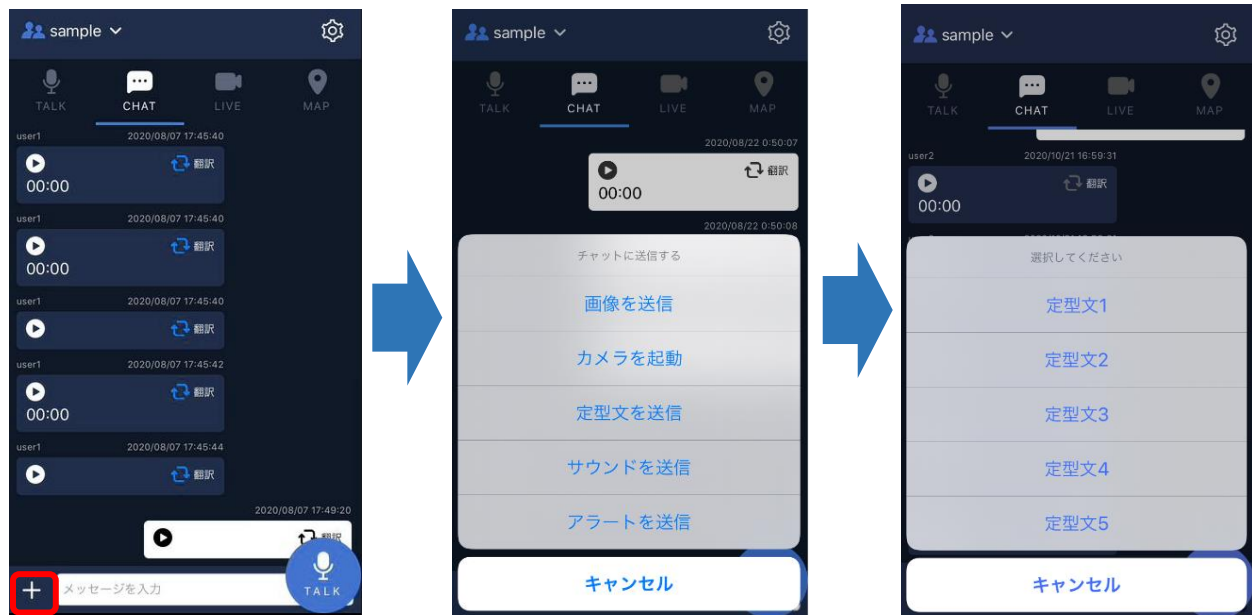 sample
TALK CHAT LIVE MAP
user1 2020/08/07 17:45:40
翻訳
00:00
user1 2020/08/07 17:45:40
翻訳
00:00
user1 2020/08/07 17:45:40
翻訳
user1 2020/08/07 17:45:42
翻訳
00:00
user1 2020/08/07 17:45:44
翻訳
2020/08/07 17:49:20
翻訳
メッセージを入力
TALK
sample
TALK CHAT LIVE MAP
2020/08/22 0:50:07
翻訳
00:00
2020/08/22 0:50:08
チャットに送信する
画像を送信
カメラを起動
定型文を送信
サウンドを送信
アラートを送信
キャンセル
sample
TALK CHAT LIVE MAP
user2 2020/10/21 16:59:31
翻訳
00:00
選択してください
定型文1
定型文2
定型文3
定型文4
定型文5
キャンセル